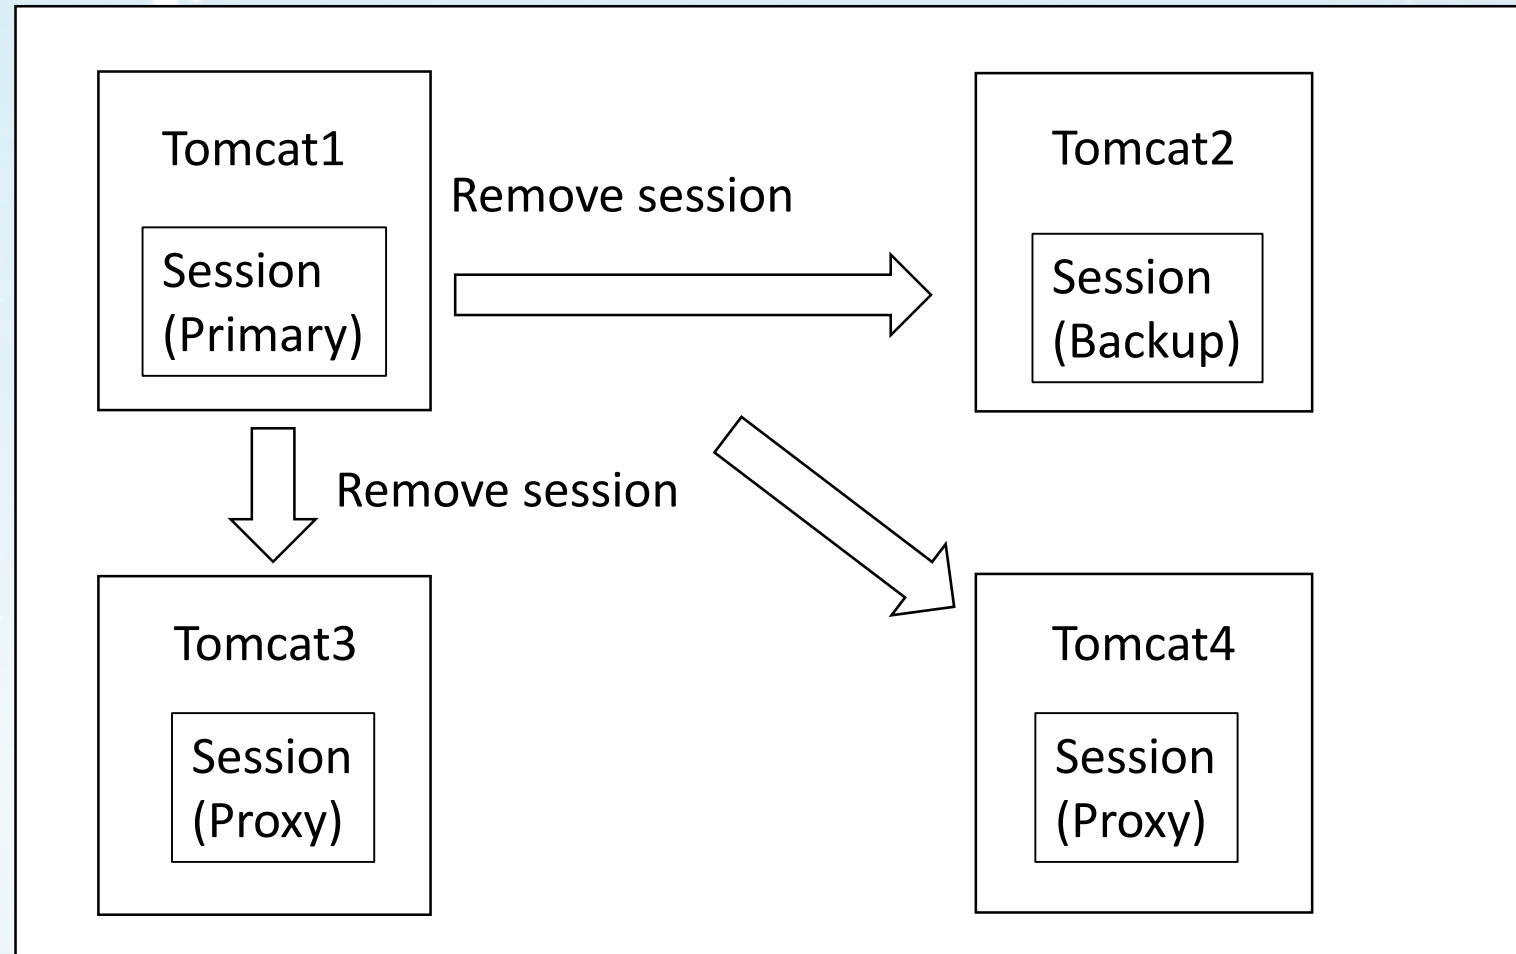 Tomcat1
Session
(Primary)
Remove session
Tomcat2
Session
(Backup)
Remove session
Tomcat3
Session
(Proxy)
Tomcat4
Session
(Proxy)